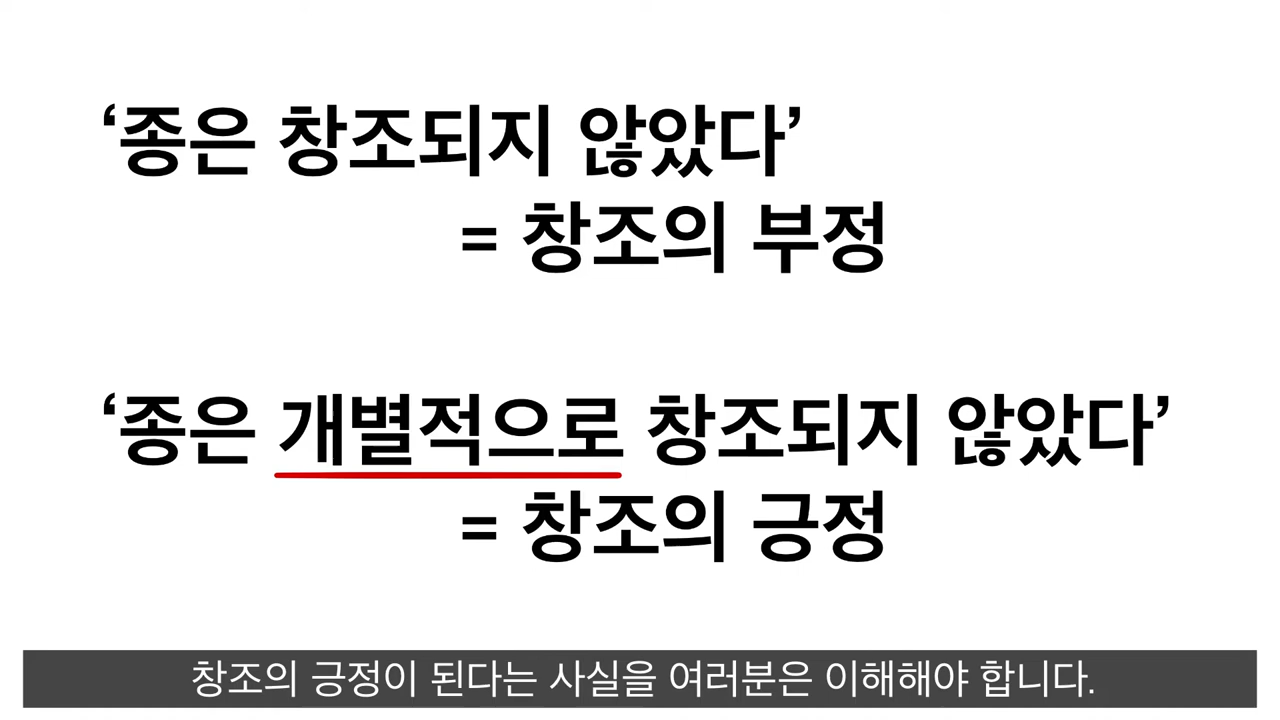 ‘종은 창조되지 않았다’
= 창조의 부정
‘종은 개별적으로 창조되지 않았다’
= 창조의 긍정
창조의 긍정이 된다는 사실을 여러분은 이해해야 합니다.